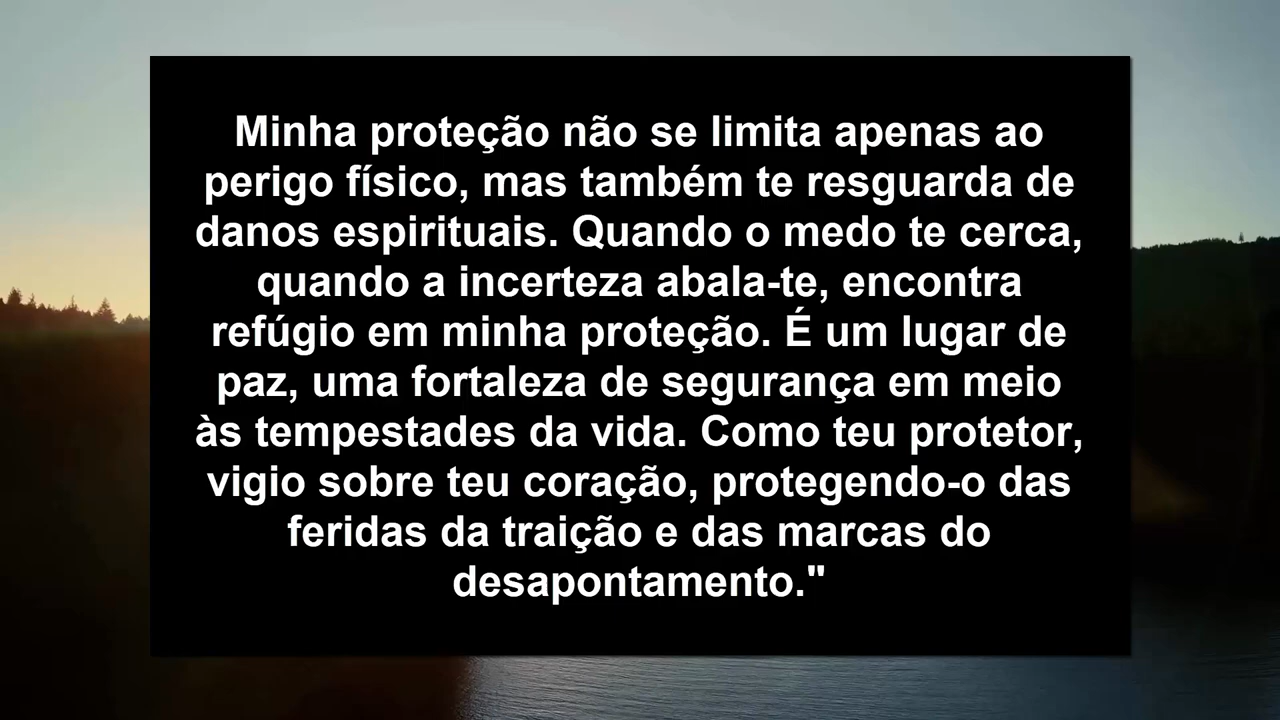 Minha proteção não se limita apenas ao
perigo físico, mas também te resguarda de
danos espirituais. Quando o medo te cerca,
quando a incerteza abala-te, encontra
refúgio em minha proteção. É um lugar de
paz, uma fortaleza de segurança em meio
às tempestades da vida. Como teu protetor,
vigio sobre teu coração, protegendo-o das
feridas da traição e das marcas do
desapontamento."